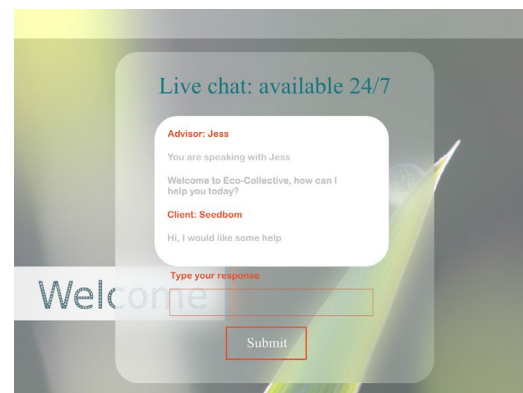 Live chat: available 24/7
Advisor: Jess
You are speaking with Jess
Welcome to Eco-Collective, how can I
help you today?
Client: Seedbom
Hi, I would like some help
Type your response
Welcome
Submit